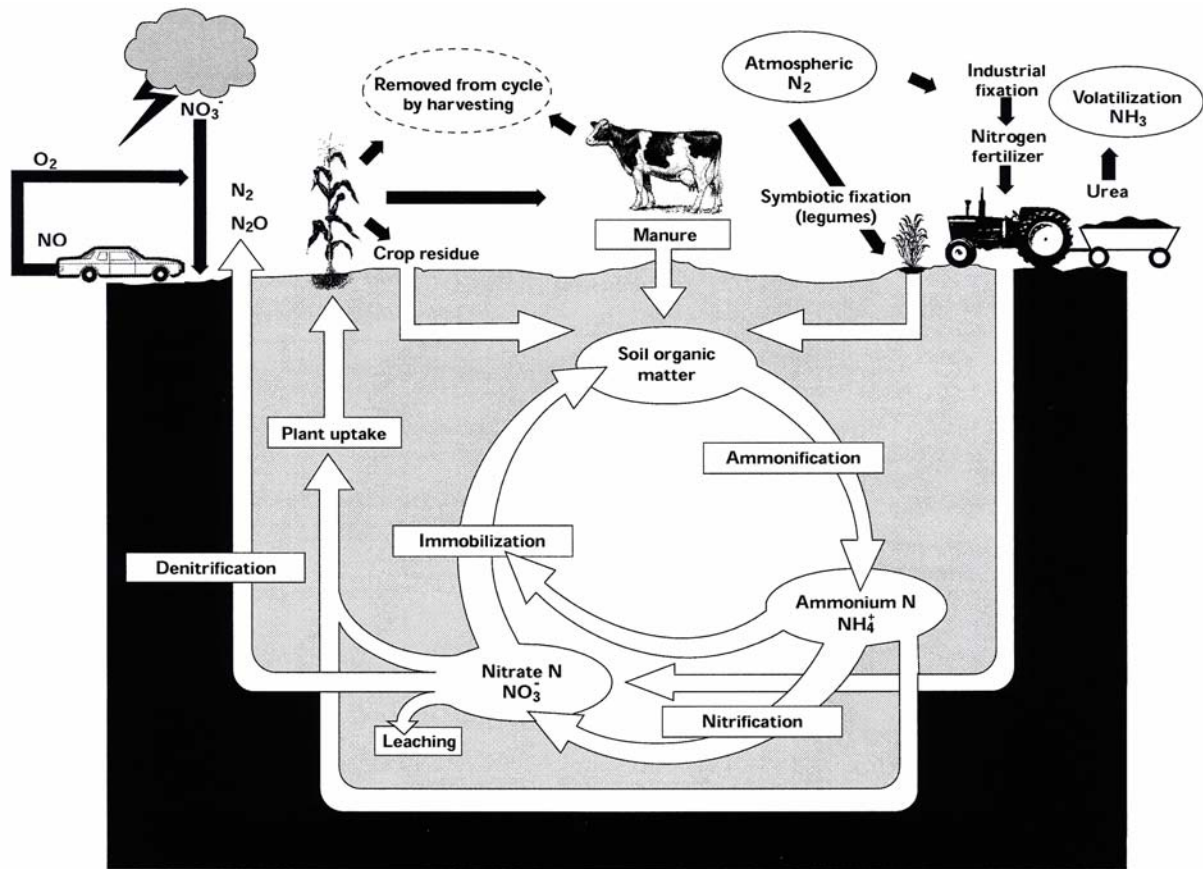 NO₃⁻
O₂
NO
N₂
N₂O
Removed from cycle
by harvesting
Atmospheric
N₂
Industrial
fixation
Nitrogen
fertilizer
Volatilization
NH₃
Urea
Symbiotic fixation
(legumes)
Manure
Crop residue
Soil organic
matter
Plant uptake
Ammonification
Immobilization
Denitrification
Ammonium N
NH₄⁺
Nitrate N
NO₃⁻
Nitrification
Leaching